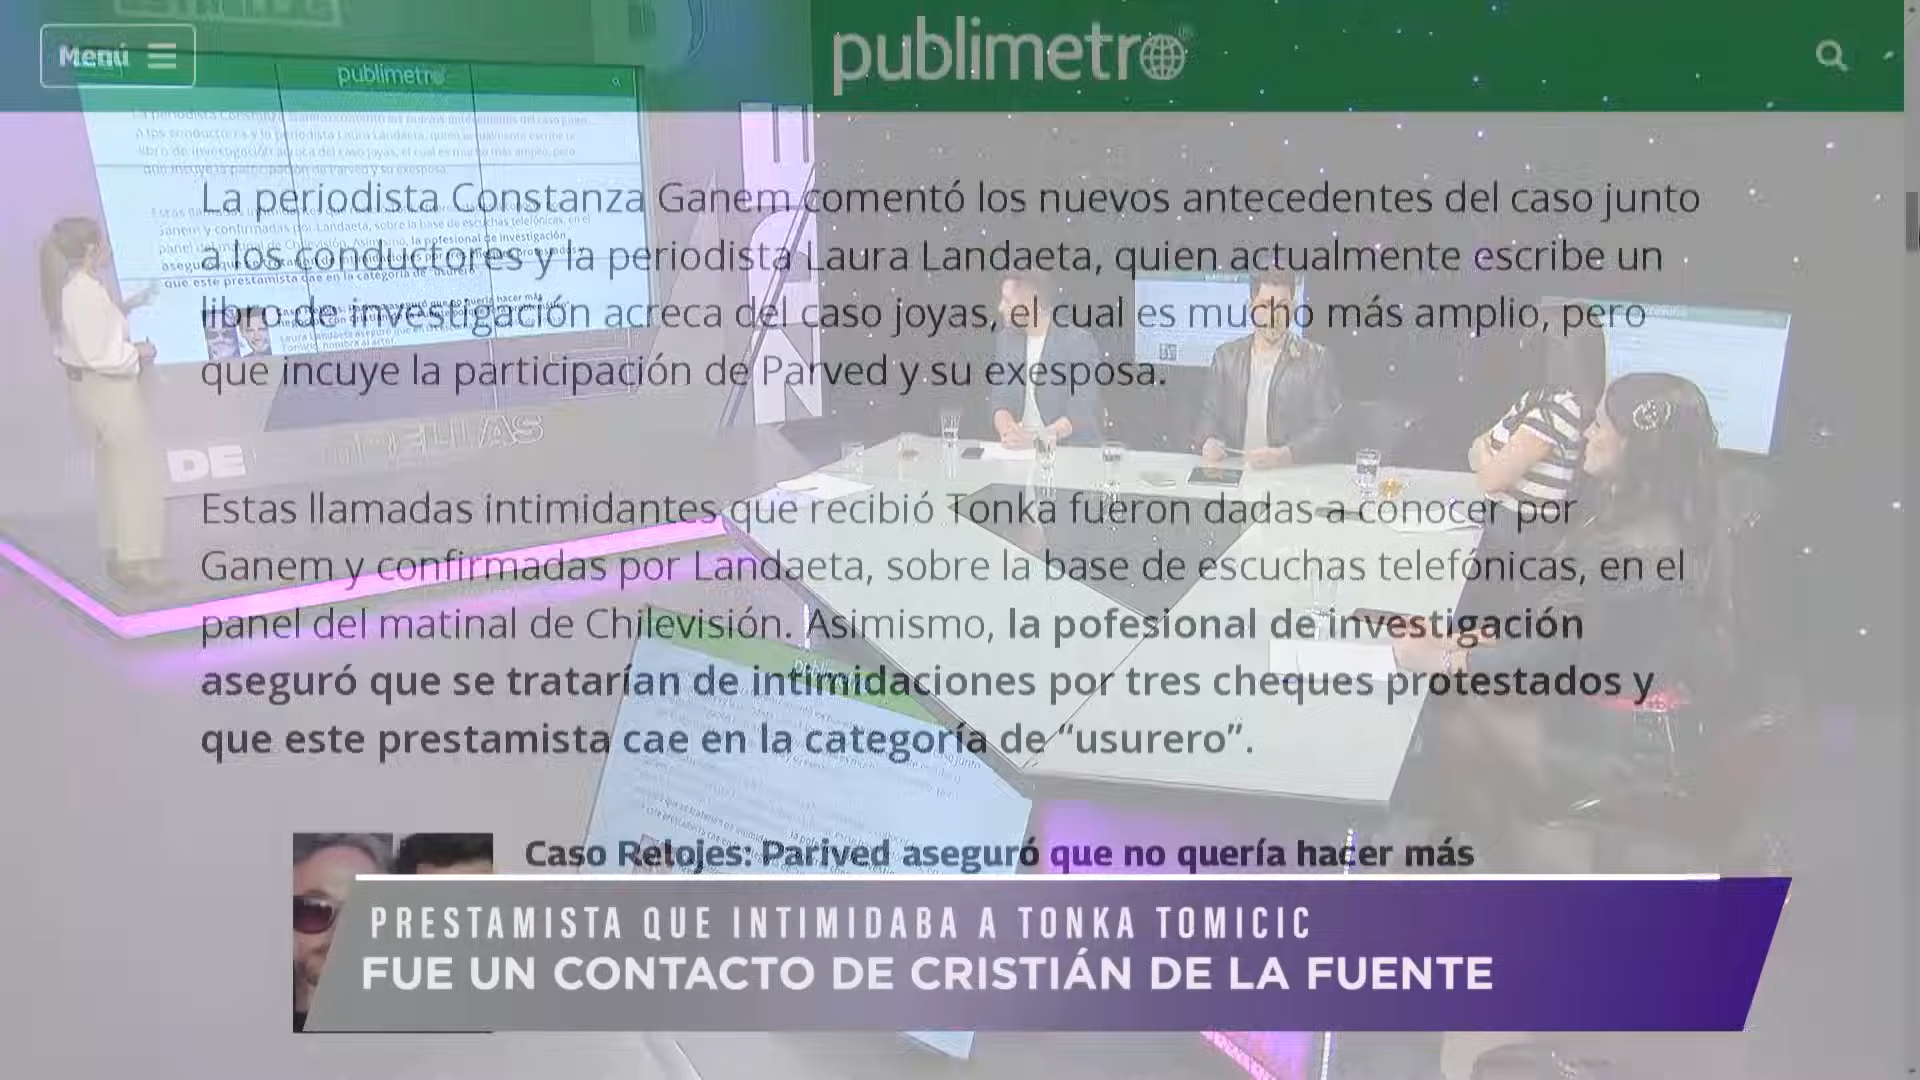 Menú
publimetro
publimetro
La periodista Constanza Ganem comentó los nuevos antecedentes del caso junto
a los conductores y la periodista Laura Landaeta, quien actualmente escribe un
libro de investigación acreca del caso joyas, el cual es mucho más amplio, pero
que incuye la participación de Parved y su exesposa.
DE ESTRELLAS
Estas llamadas intimidantes que recibió Tonka fueron dadas a conocer por
Ganem y confirmadas por Landaeta, sobre la base de escuchas telefónicas, en el
panel del matinal de Chilevisión. Asimismo, la pofesional de investigación
aseguró que se tratarían de intimidaciones por tres cheques protestados y
que este prestamista cae en la categoría de “usurero”.
Caso Relojes: Parived aseguró que no quería hacer más
PRESTAMISTA QUE INTIMIDABA A TONKA TOMICIC
FUE UN CONTACTO DE CRISTIÁN DE LA FUENTE